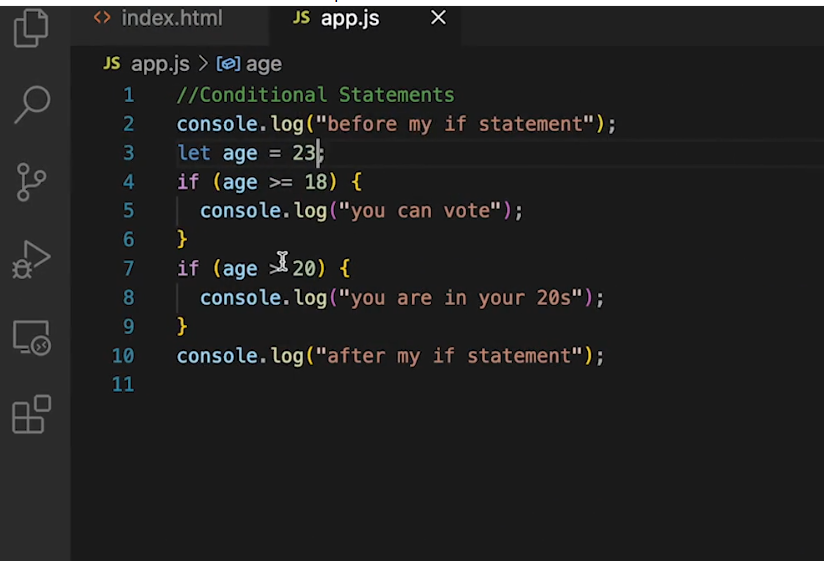 index.html
JS app.js
JS app.js > age
1 //Conditional Statements
2 console.log("before my if statement");
3 let age = 23;
4 if (age >= 18) {
5 console.log("you can vote");
6 }
7 if (age > 20) {
8 console.log("you are in your 20s");
9 }
10 console.log("after my if statement");
11